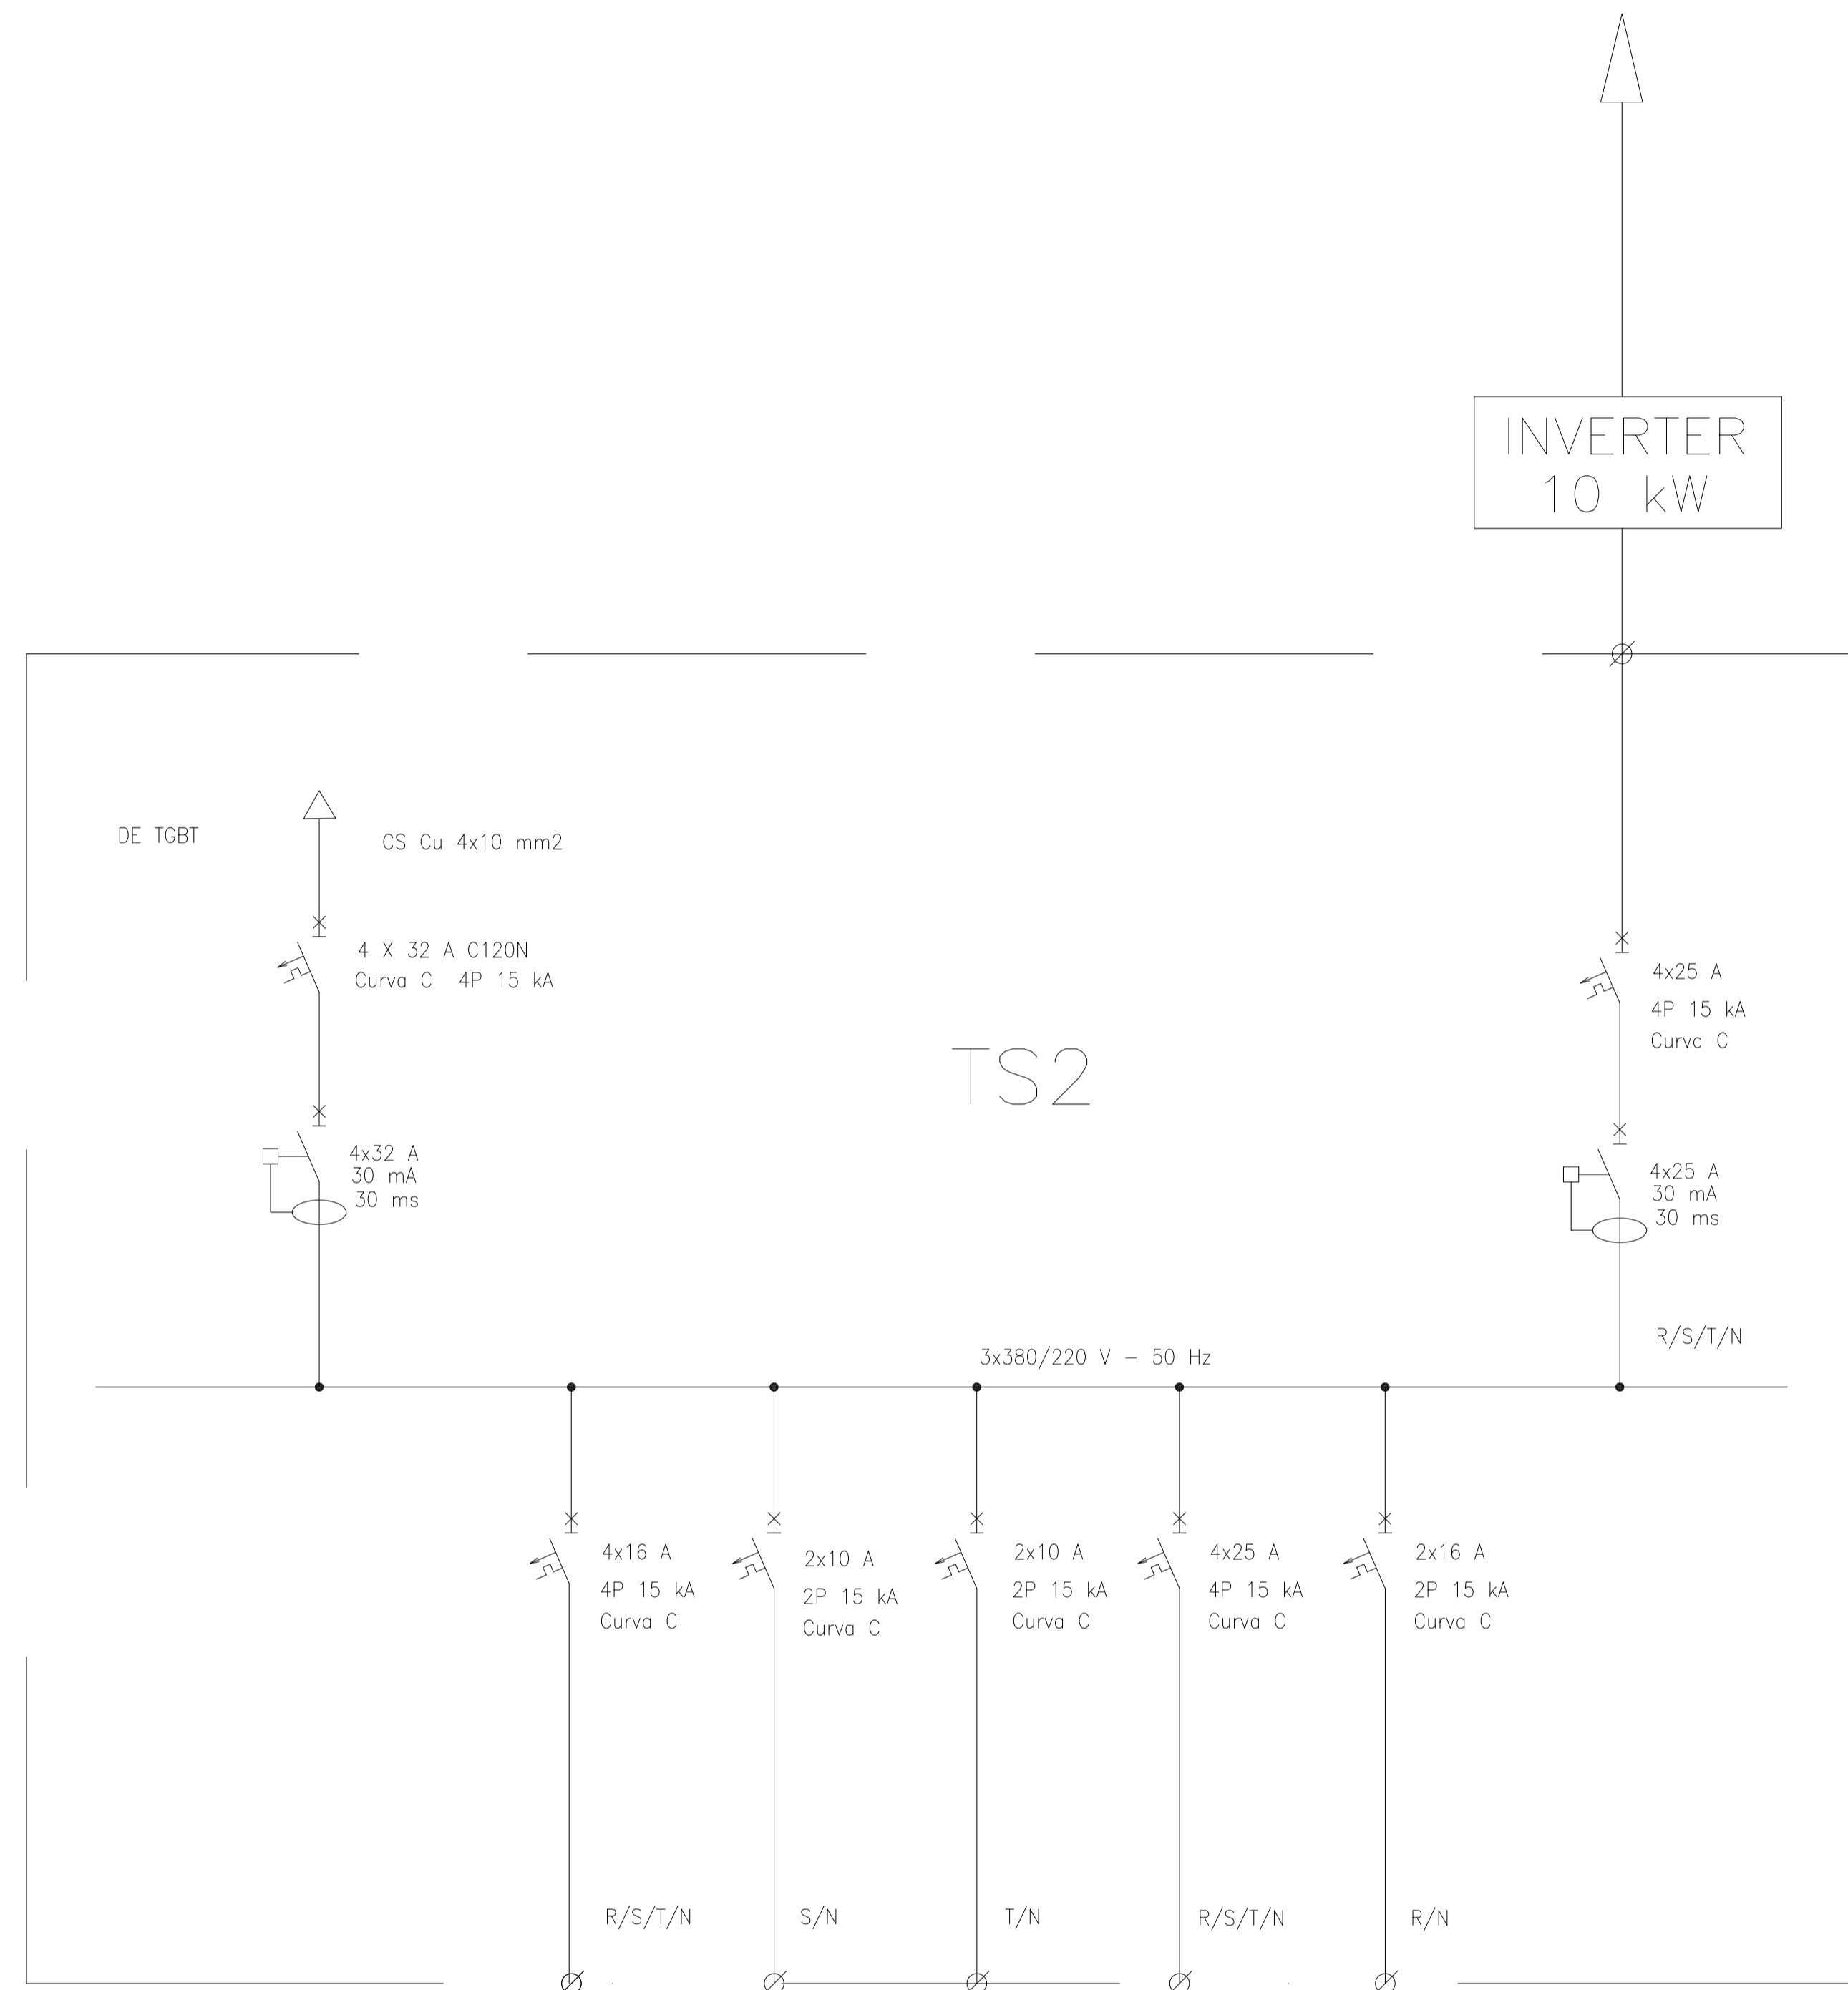 INVERTER
10 kW
DE TGBT
CS Cu 4x10 mm2
4 X 32 A C120N
Curva C 4P 15 kA
4x25 A
4P 15 kA
Curva C
TS2
4x32 A
30 mA
30 ms
4x25 A
30 mA
30 ms
R/S/T/N
3x380/220 V - 50 Hz
4x16 A
4P 15 kA
Curva C
2x10 A
2P 15 kA
Curva C
2x10 A
2P 15 kA
Curva C
4x25 A
4P 15 kA
Curva C
2x16 A
2P 15 kA
Curva C
R/S/T/N
S/N
T/N
R/S/T/N
R/N